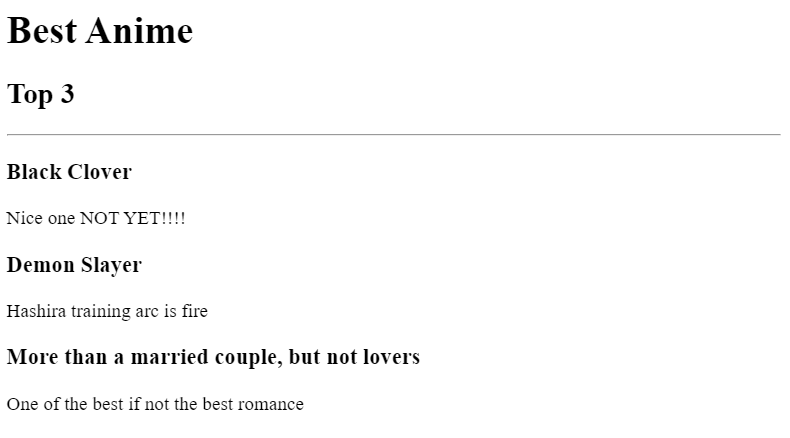 Best Anime
Top 3
Black Clover
Nice one NOT YET!!!!
Demon Slayer
Hashira training arc is fire
More than a married couple, but not lovers
One of the best if not the best romance